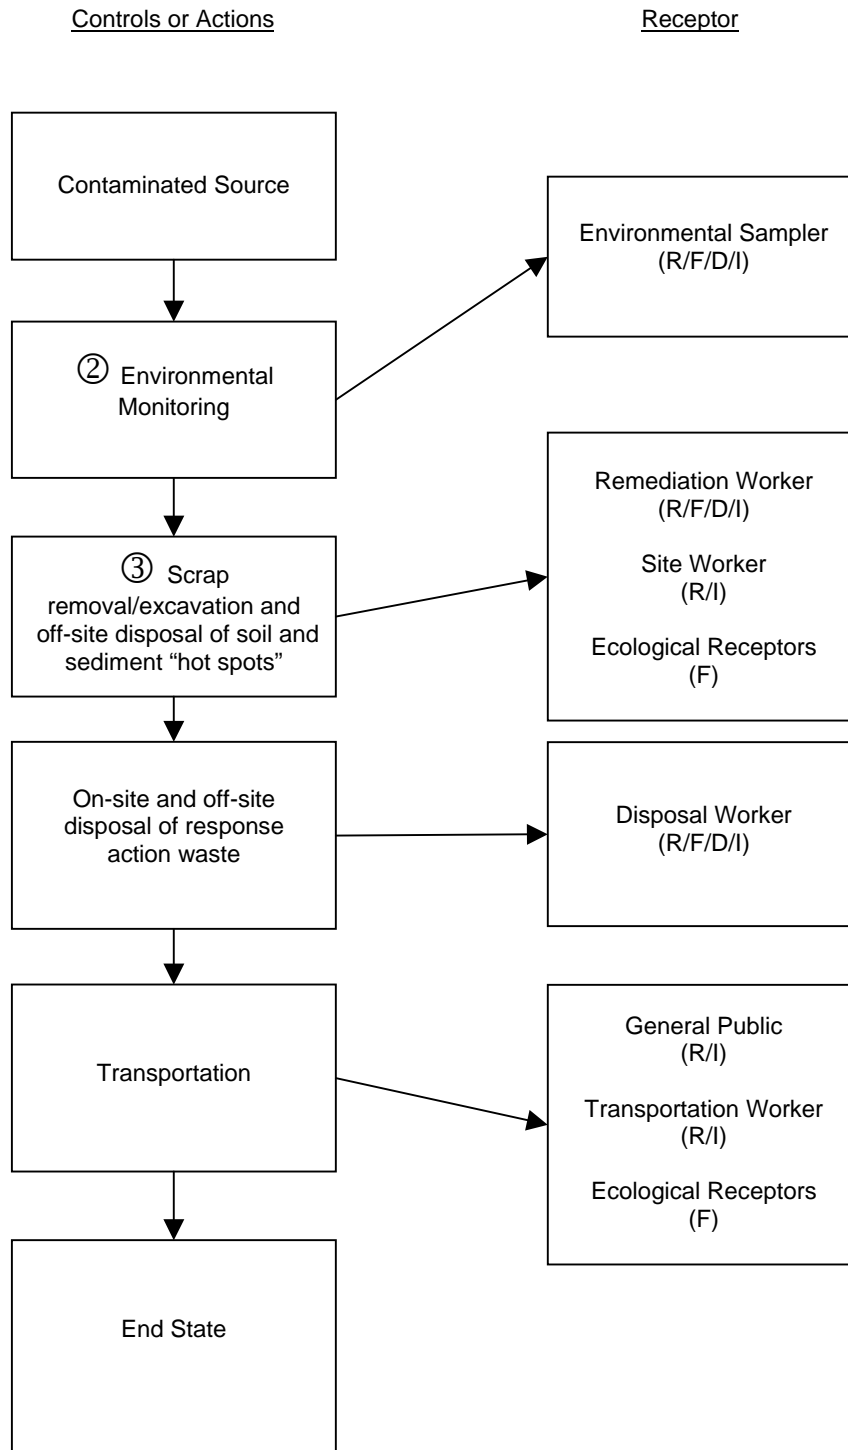 Controls or Actions
Receptor
Contaminated Source
Environmental Sampler
(R/F/D/I)
② Environmental
Monitoring
Remediation Worker
(R/F/D/I)
Site Worker
(R/I)
Ecological Receptors
(F)
③ Scrap
removal/excavation and
off-site disposal of soil and
sediment “hot spots”
On-site and off-site
disposal of response
action waste
Disposal Worker
(R/F/D/I)
Transportation
General Public
(R/I)
Transportation Worker
(R/I)
Ecological Receptors
(F)
End State